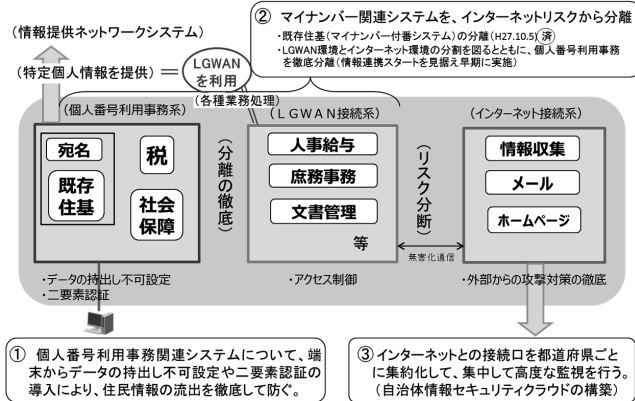 ② マイナンバー関連システムを、インターネットリスクから分離
・既存住基(マイナンバー付番システム)の分離(H27.10.5)済
・LGWAN環境とインターネット環境の分割を図るとともに、個人番号利用事務
を徹底分離(情報連携スタートを見据え早期に実施)
(情報提供ネットワークシステム)
(特定個人情報を提供)
LGWAN
を利用
(各種業務処理)
(個人番号利用事務系)
宛名
既存
住基
税
社会
保障
・データの持出し不可設定
・二要素認証
(分離の徹底)
(LGWAN接続系)
人事給与
庶務事務
文書管理
等
・アクセス制御
(リスク分断)
無害化通信
(インターネット接続系)
情報収集
メール
ホームページ
・外部からの攻撃対策の徹底
① 個人番号利用事務関連システムについて、端
末からデータの持出し不可設定や二要素認証の
導入により、住民情報の流出を徹底して防ぐ。
③インターネットとの接続口を都道府県ごと
に集約化して、集中して高度な監視を行う。
(自治体情報セキュリティクラウドの構築)